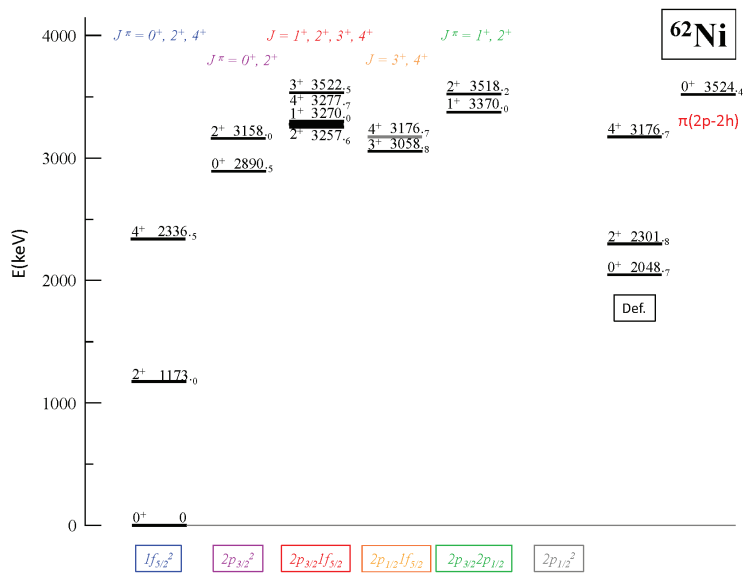 ⁶²Ni
4000
J π = 0⁺, 2⁺, 4⁺
J π = 0⁺, 2⁺
J = 1⁺, 2⁺, 3⁺, 4⁺
J = 3⁺, 4⁺
J π = 1⁺, 2⁺
3⁺ 3522.5
4⁺ 3277.7
1⁺ 3270.0
2⁺ 3257.6
2⁺ 3518.2
1⁺ 3370.0
0⁺ 3524.4
π(2p-2h)
2⁺ 3158.0
0⁺ 2890.5
4⁺ 3176.7
3⁺ 3058.8
4⁺ 3176.7
3000
4⁺ 2336.5
2⁺ 2301.8
0⁺ 2048.7
Def.
E(keV)
2000
2⁺ 1173.0
1000
0⁺ 0
0
1f₅/₂²
2p₃/₂²
2p₃/₂1f₅/₂
2p₁/₂1f₅/₂
2p₃/₂2p₁/₂
2p₁/₂²